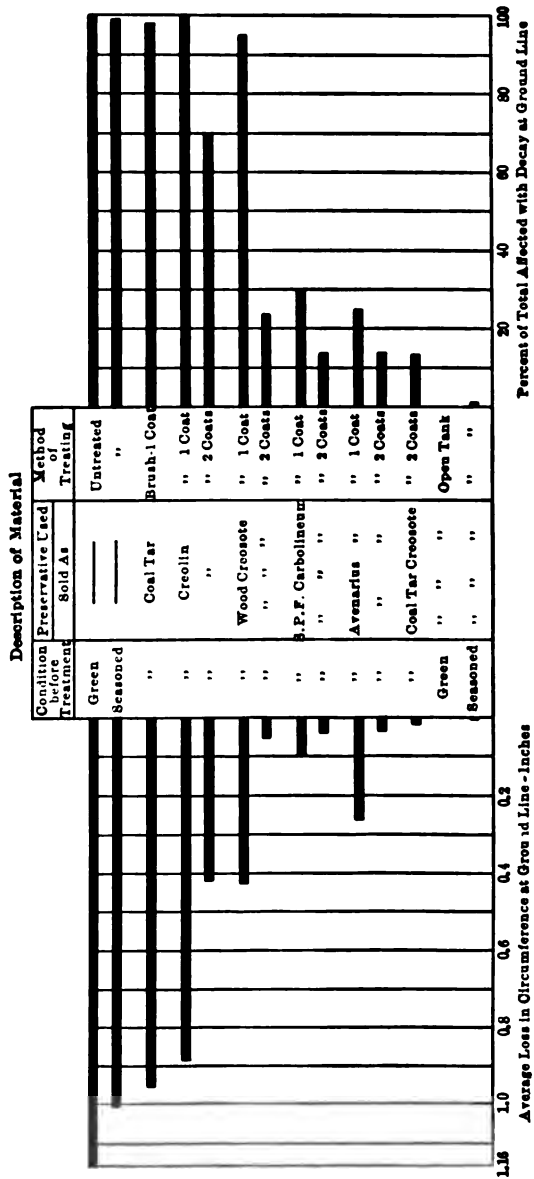 Description of Material
Condition before Treatment
Preservative Used
Sold As
Method of Treating
Green —— Untreated
Seasoned —— "
" Coal Tar Brush-1 Coat
" Creolin " 1 Coat
" " " 2 Coats
" Wood Creosote " 1 Coat
" " " " " 2 Coats
" S.P.F. Carbolineum " 1 Coat
" " " " " 2 Coats
" Avenarius " " 1 Coat
" " " " 2 Coats
" Coal Tar Creosote " 2 Coats
Green " " " Open Tank
Seasoned " " " " "
1.16 1.0 0.8 0.6 0.4 0.2
20 40 60 80 100
Average Loss in Circumference at Ground Line-Inches
Percent of Total Affected with Decay at Ground Line